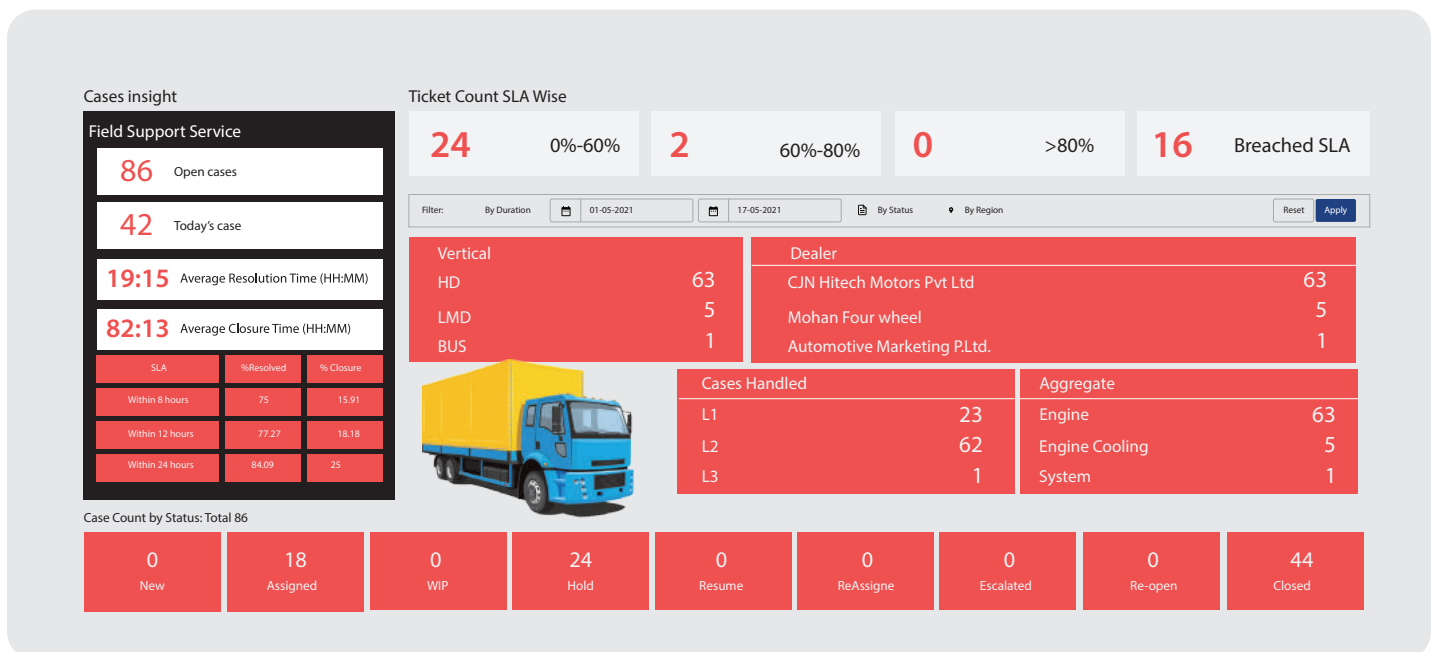 Cases insight
Field Support Service
86 Open cases
42 Today's case
19:15 Average Resolution Time (HH:MM)
82:13 Average Closure Time (HH:MM)
SLA %Resolved % Closure
Within 8 hours 75 15.91
Within 12 hours 77.27 18.18
Within 24 hours 84.09 25
Ticket Count SLA Wise
24 0%-60% 2 60%-80% 0 >80% 16 Breached SLA
Filter: By Duration 01-05-2021 17-05-2021 By Status By Region Reset Apply
Vertical
HD 63
LMD 5
BUS 1
Dealer
CJN Hitech Motors Pvt Ltd 63
Mohan Four wheel 5
Automotive Marketing P.Ltd. 1
Cases Handled
L1 23
L2 62
L3 1
Aggregate
Engine 63
Engine Cooling 5
System 1
Case Count by Status: Total 86
0 18 0 24 0 0 0 0 44
New Assigned WIP Hold Resume ReAssigne Escalated Re-open Closed